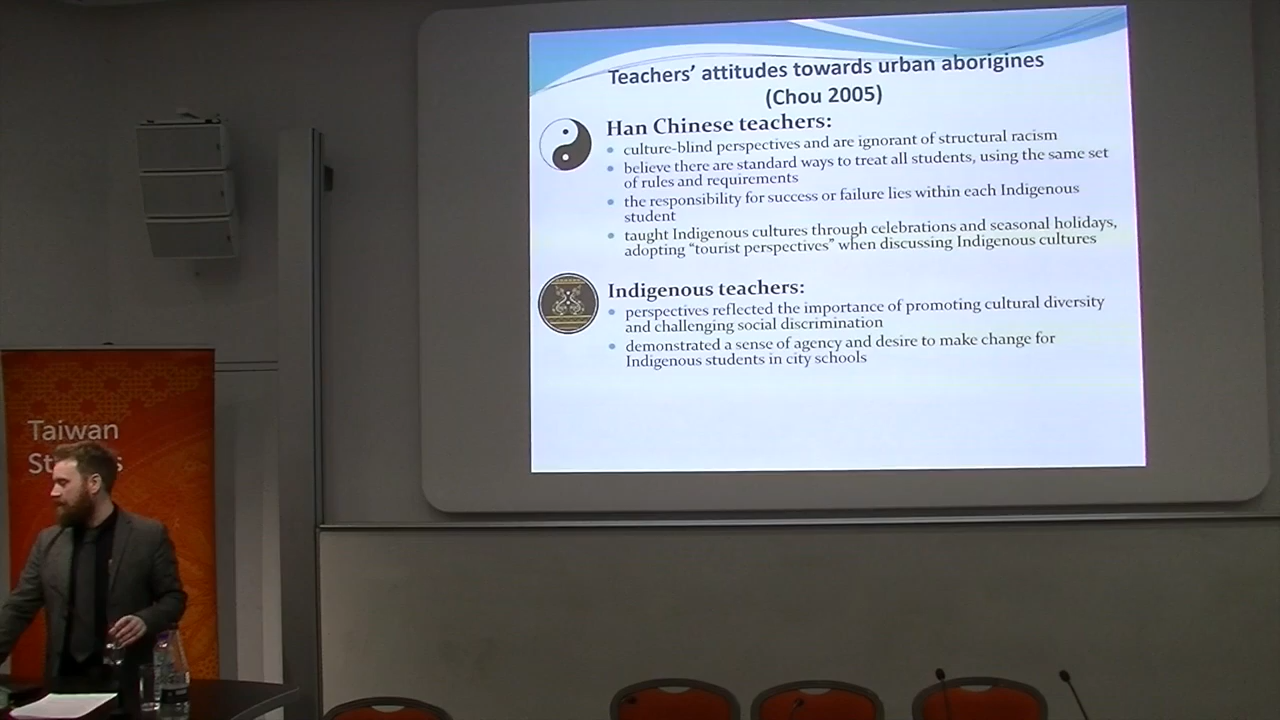 Teachers' attitudes towards urban aborigines
(Chou 2005)
Han Chinese teachers:
culture-blind perspectives and are ignorant of structural racism
believe there are standard ways to treat all students, using the same set
of rules and requirements
the responsibility for success or failure lies within each Indigenous
student
taught Indigenous cultures through celebrations and seasonal holidays,
adopting “tourist perspectives” when discussing Indigenous cultures
Indigenous teachers:
perspectives reflected the importance of promoting cultural diversity
and challenging social discrimination
demonstrated a sense of agency and desire to make change for
Indigenous students in city schools
Taiwan